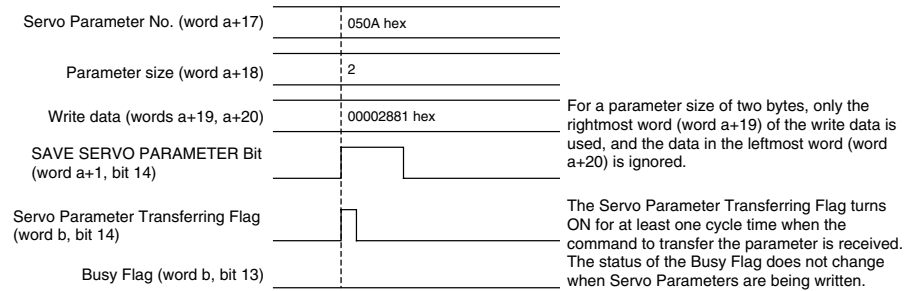 Servo Parameter No. (word a+17)
050A hex
Parameter size (word a+18)
2
Write data (words a+19, a+20)
00002881 hex
For a parameter size of two bytes, only the
rightmost word (word a+19) of the write data is
used, and the data in the leftmost word (word
a+20) is ignored.
SAVE SERVO PARAMETER Bit
(word a+1, bit 14)
Servo Parameter Transferring Flag
(word b, bit 14)
The Servo Parameter Transferring Flag turns
ON for at least one cycle time when the
command to transfer the parameter is received.
The status of the Busy Flag does not change
when Servo Parameters are being written.
Busy Flag (word b, bit 13)